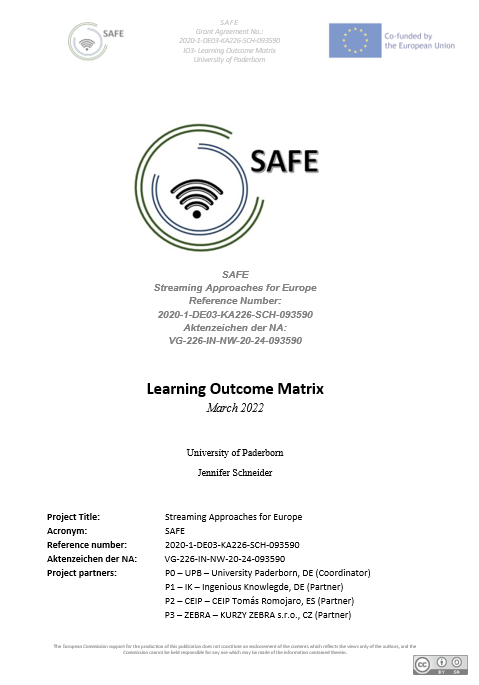 SAFE
SAFE
Grant Agreement No.:
2020-1-DE03-KA226-SCH-093590
IO3- Learning Outcome Matrix
University of Paderborn
Co-funded by
the European Union
SAFE
SAFE
Streaming Approaches for Europe
Reference Number:
2020-1-DE03-KA226-SCH-093590
Aktenzeichen der NA:
VG-226-IN-NW-20-24-093590
Learning Outcome Matrix
March 2022
University of Paderborn
Jennifer Schneider
Project Title: Streaming Approaches for Europe
Acronym: SAFE
Reference number: 2020-1-DE03-KA226-SCH-093590
Aktenzeichen der NA: VG-226-IN-NW-20-24-093590
Project partners: P0 – UPB – University Paderborn, DE (Coordinator)
P1 – IK – Ingenious Knowlegde, DE (Partner)
P2 – CEIP – CEIP Tomás Romojaro, ES (Partner)
P3 – ZEBRA – KURZY ZEBRA s.r.o., CZ (Partner)
The European Commission support for the production of this publication does not constitute an endorsement of the contents which reflects the views only of the authors, and the
Commission cannot be held responsible for any use which may be made of the information contained therein.
cc BY SA